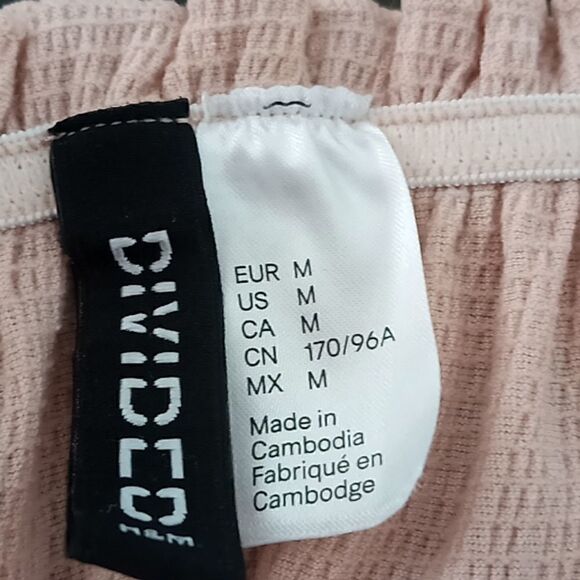 DIVIDED
H&M
EUR M
US M
CA M
CN 170/96A
MX M
Made in
Cambodia
Fabriqué en
Cambodge